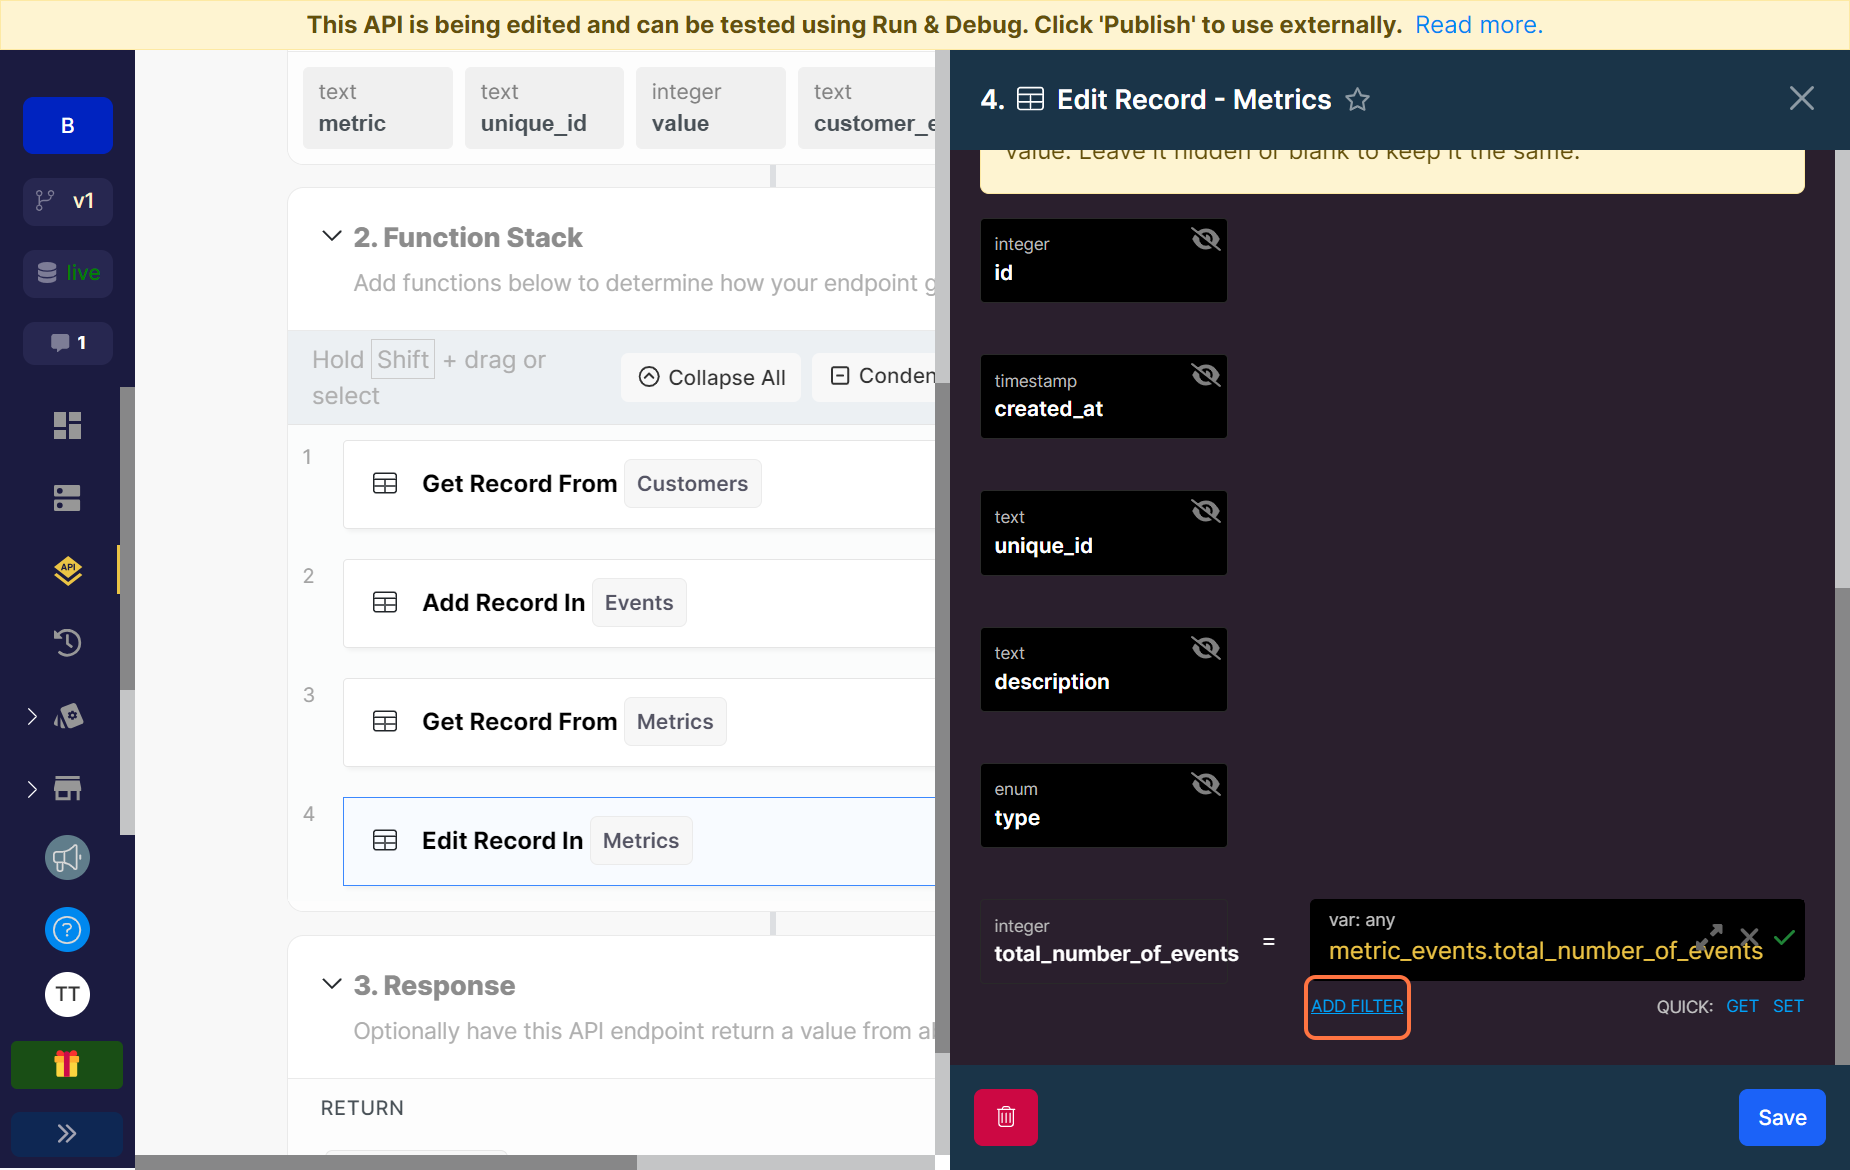 This API is being edited and can be tested using Run & Debug. Click 'Publish' to use externally. Read more.
B
v1
live
1
TT
text
metric
text
unique_id
integer
value
text
customer_e
2. Function Stack
Add functions below to determine how your endpoint g
Hold Shift + drag or
select
Collapse All
Conden
1
Get Record From Customers
2
Add Record In Events
3
Get Record From Metrics
4
Edit Record In Metrics
3. Response
Optionally have this API endpoint return a value from al
RETURN
4. Edit Record - Metrics
value. Leave it hidden or blank to keep it the same.
integer
id
timestamp
created_at
text
unique_id
text
description
enum
type
integer
total_number_of_events
=
var: any
metric_events.total_number_of_events
ADD FILTER
QUICK: GET SET
Save
API